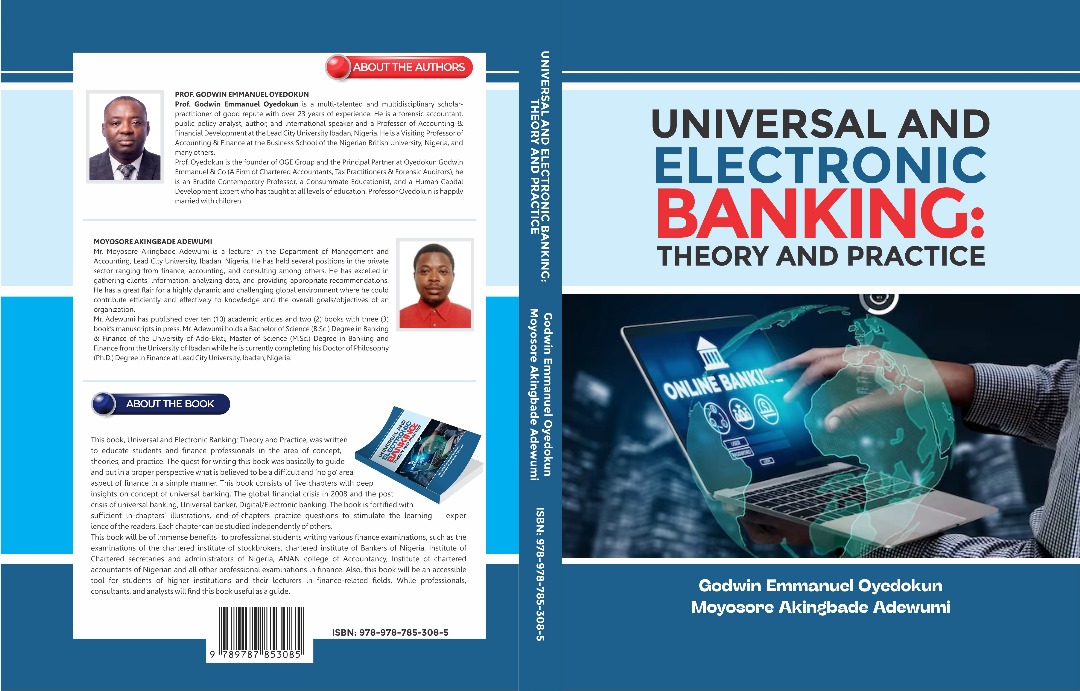 ABOUT THE AUTHORS
PROF. GODWIN EMMANUEL OYEDOKUN
Prof. Godwin Emmanuel Oyedokun is a multi-talented and multidisciplinary scholar-
practitioner of good repute with over 23 years of experience. He is a forensic accountant,
public policy analyst, author, and International speaker and a Professor of Accounting &
Financial Development at the Lead City University Ibadan, Nigeria. He is a Visiting Professor of
Accounting & Finance at the Business School of the Nigerian British University, Nigeria, and
many others.
Prof Oyedokun is the founder of OGE Group and the Principal Partner at Oyedokun Godwin
Emmanuel & Co (A Firm of Chartered Accountants, Tax Practitioners & Forensic Auditors), he
is an Erudite Contemporary Professor, a Consummate Educationist, and a Human Capital
Development Expert who has taught at all levels of education. Professor Oyedokun is happily
married with children.
MOYOSORE AKINGBADE ADEWUMI
Mr. Moyosore Akingbade Adewumi is a lecturer in the Department of Management and
Accounting, Lead City University, Ibadan, Nigeria. He has held several positions in the private
sector ranging from finance, accounting, and consulting among others. He has excelled in
gathering clients' information, analyzing data, and providing appropriate recommendations.
He has a great flair for a highly dynamic and challenging global environment where he could
contribute efficiently and effectively to knowledge and the overall goals/objectives of an
organization.
Mr. Adewumi has published over ten (10) academic articles and two (2) books with three (3)
book's manuscripts in press. Mr. Adewumi holds a Bachelor of Science (B.Sc.) Degree in Banking
& Finance of the University of Ado-Ekiti, Master of Science (M.Sc.) Degree in Banking and
Finance from the University of Ibadan while he is currently completing his Doctor of Philosophy
(Ph.D.) Degree in Finance at Lead City University, Ibadan, Nigeria.
ABOUT THE BOOK
This book, Universal and Electronic Banking: Theory and Practice, was written
to educate students and finance professionals in the area of concept,
theories, and practice. The quest for writing this book was basically to guide
and put in a proper perspective what is believed to be a difficult and 'no go' area
aspect of finance in a simple manner. This book consists of five chapters with deep
insights on concept of universal banking. The global financial crisis in 2008 and the post
crisis of universal banking, Universal banker, Digital/Electronic banking. The book is fortified with
sufficient in-chapters' illustrations, end-of-chapters practice questions to stimulate the learning exper
ience of the readers. Each chapter can be studied independently of others.
This book will be of immense benefits to professional students writing various finance examinations, such as the
examinations of the chartered institute of stockbrokers, chartered institute of Bankers of Nigeria, Institute of
Chartered secretaries and administrators of Nigeria, ANAN college of Accountancy, Institute of chartered
accountants of Nigerian and all other professional examinations in finance. Also, this book will be an accessible
tool for students of higher institutions and their lecturers in finance-related fields. While professionals,
consultants, and analysts will find this book useful as a guide.
ISBN: 978-978-785-308-5
9 789787 853085
UNIVERSAL AND ELECTRONIC BANKING:
THEORY AND PRACTICE
Godwin Emmanuel Oyedokun
Moyosore Akingbade Adewumi
ISBN: 978-978-785-308-5
UNIVERSAL AND
ELECTRONIC
BANKING:
THEORY AND PRACTICE
ONLINE BANKIN
Godwin Emmanuel Oyedokun
Moyosore Akingbade Adewumi